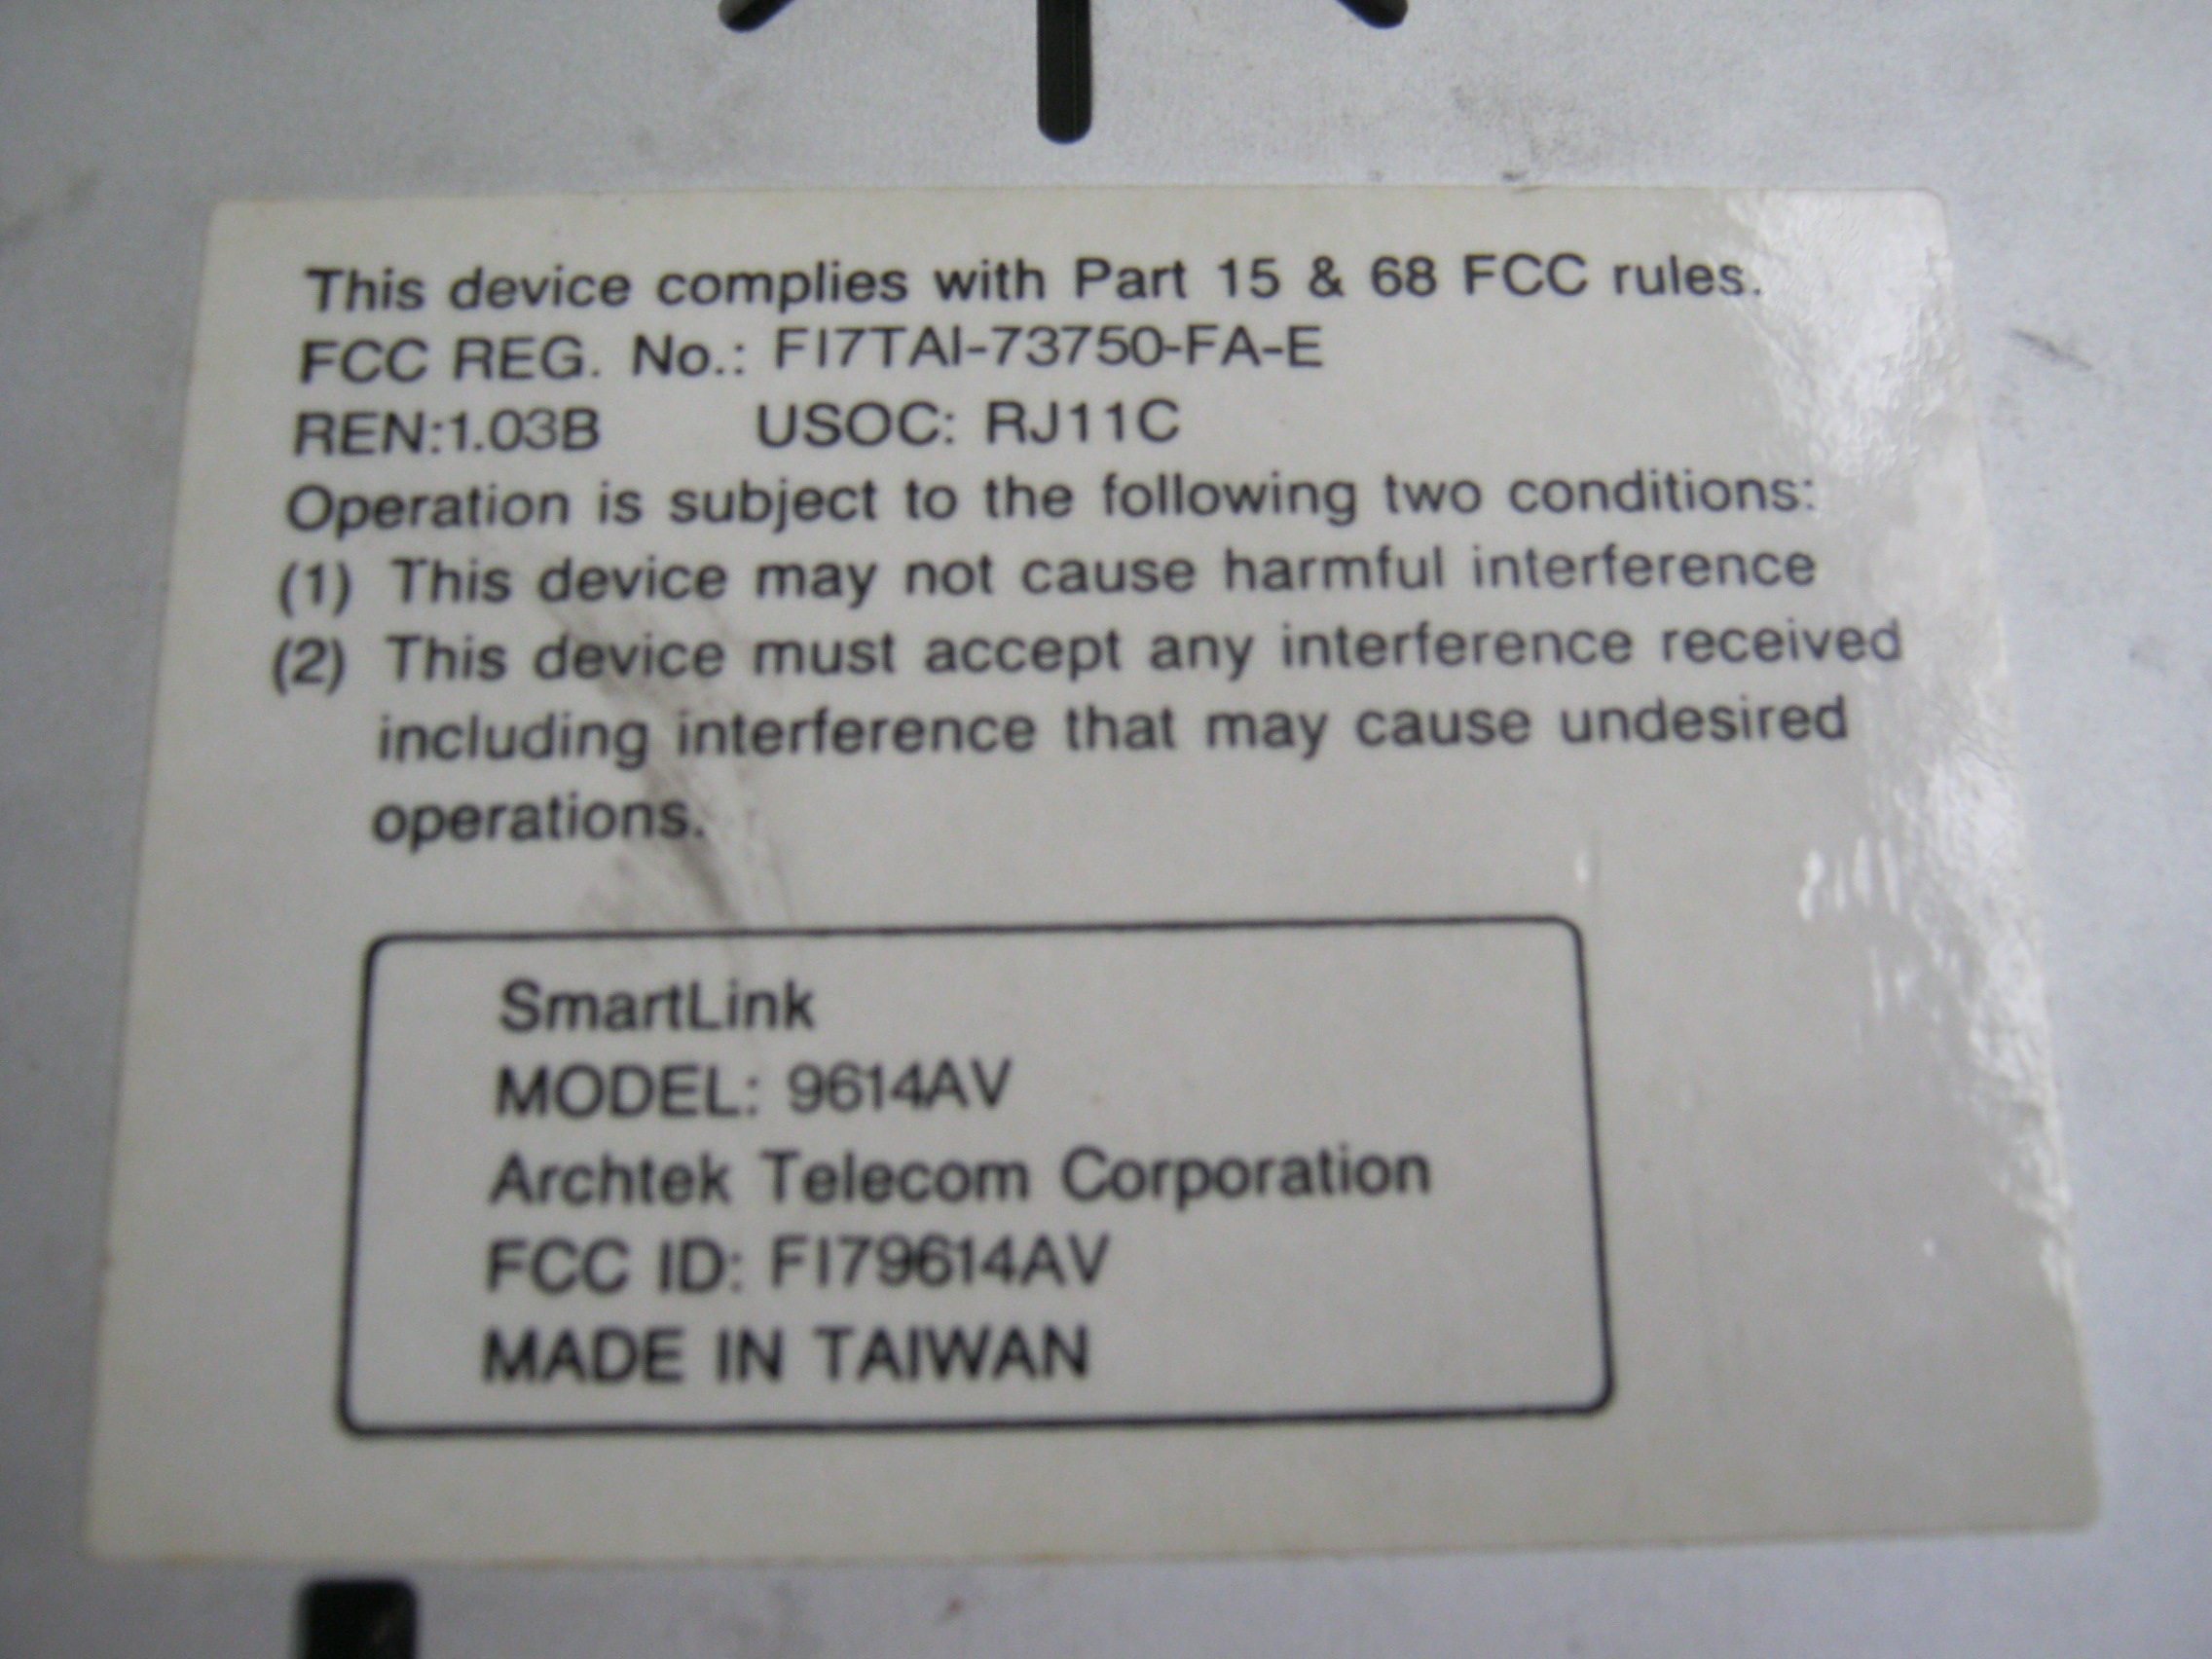 This device complies with Part 15 & 68 FCC rules.
FCC REG. No.: FI7TAI-73750-FA-E
REN:1.03B USOC: RJ11C
Operation is subject to the following two conditions:
(1) This device may not cause harmful interference
(2) This device must accept any interference received
including interference that may cause undesired
operations.
SmartLink
MODEL: 9614AV
Archtek Telecom Corporation
FCC ID: FI79614AV
MADE IN TAIWAN